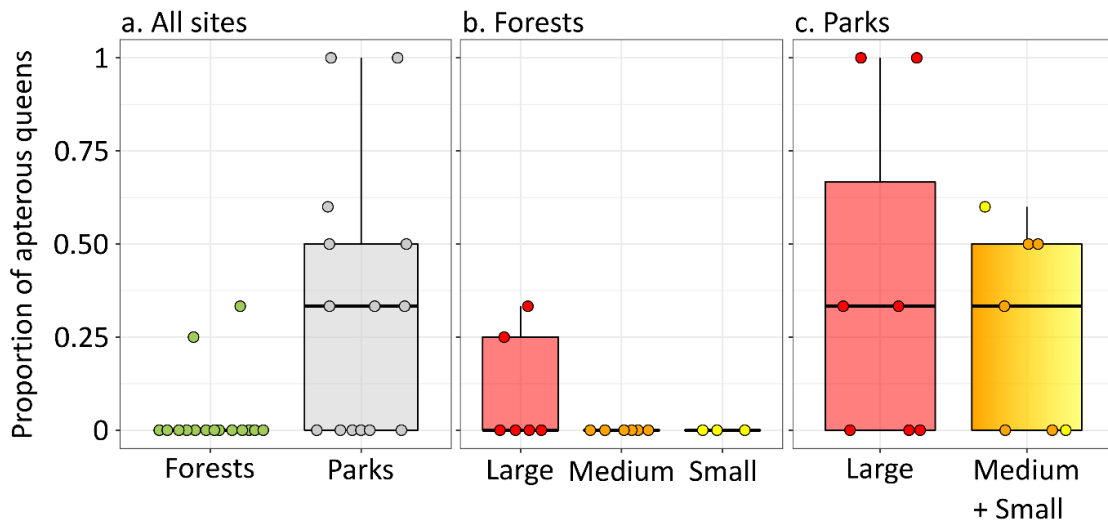 a. All sites
b. Forests
c. Parks
Proportion of apterous queens
1
0.75
0.50
0.25
0
Forests
Parks
Large
Medium
Small
Large
Medium
+ Small